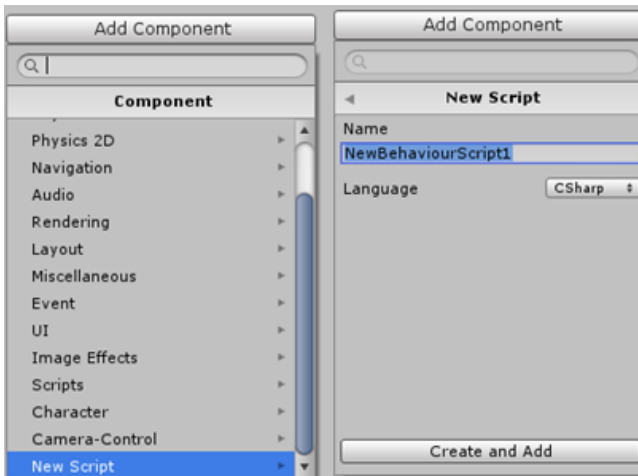 Add Component
Component
Physics 2D
Navigation
Audio
Rendering
Layout
Miscellaneous
Event
UI
Image Effects
Scripts
Character
Camera-Control
New Script
Add Component
New Script
Name
NewBehaviourScript1
Language CSharp
Create and Add